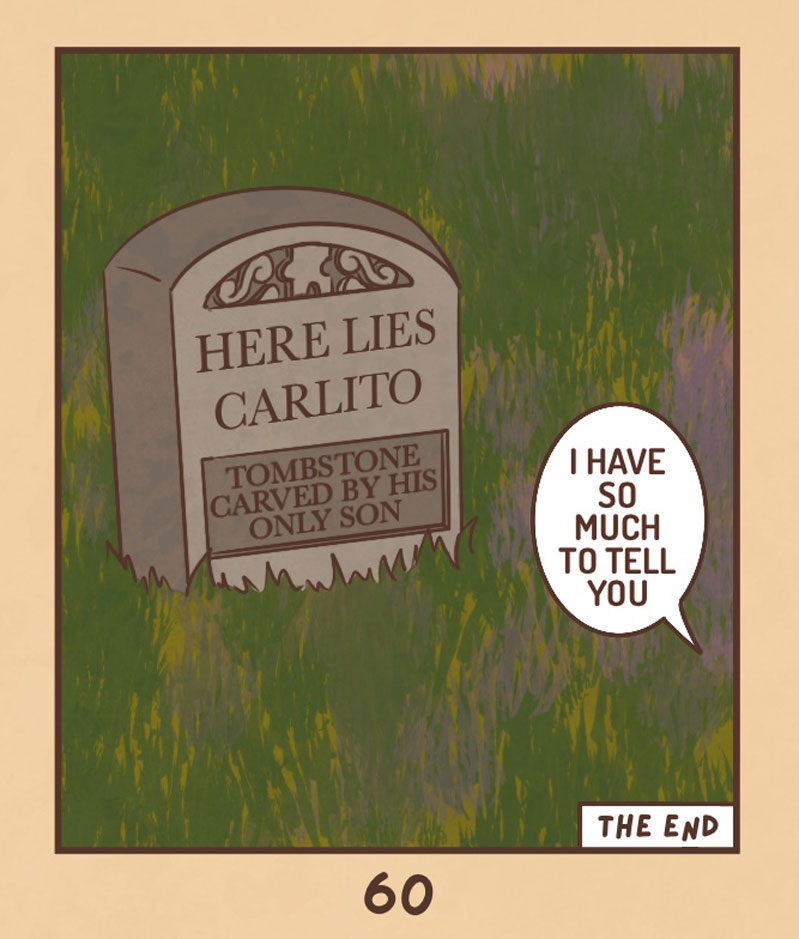 HERE LIES
CARLITO
TOMBSTONE
CARVED BY HIS
ONLY SON
I HAVE
SO
MUCH
TO TELL
YOU
THE END
60